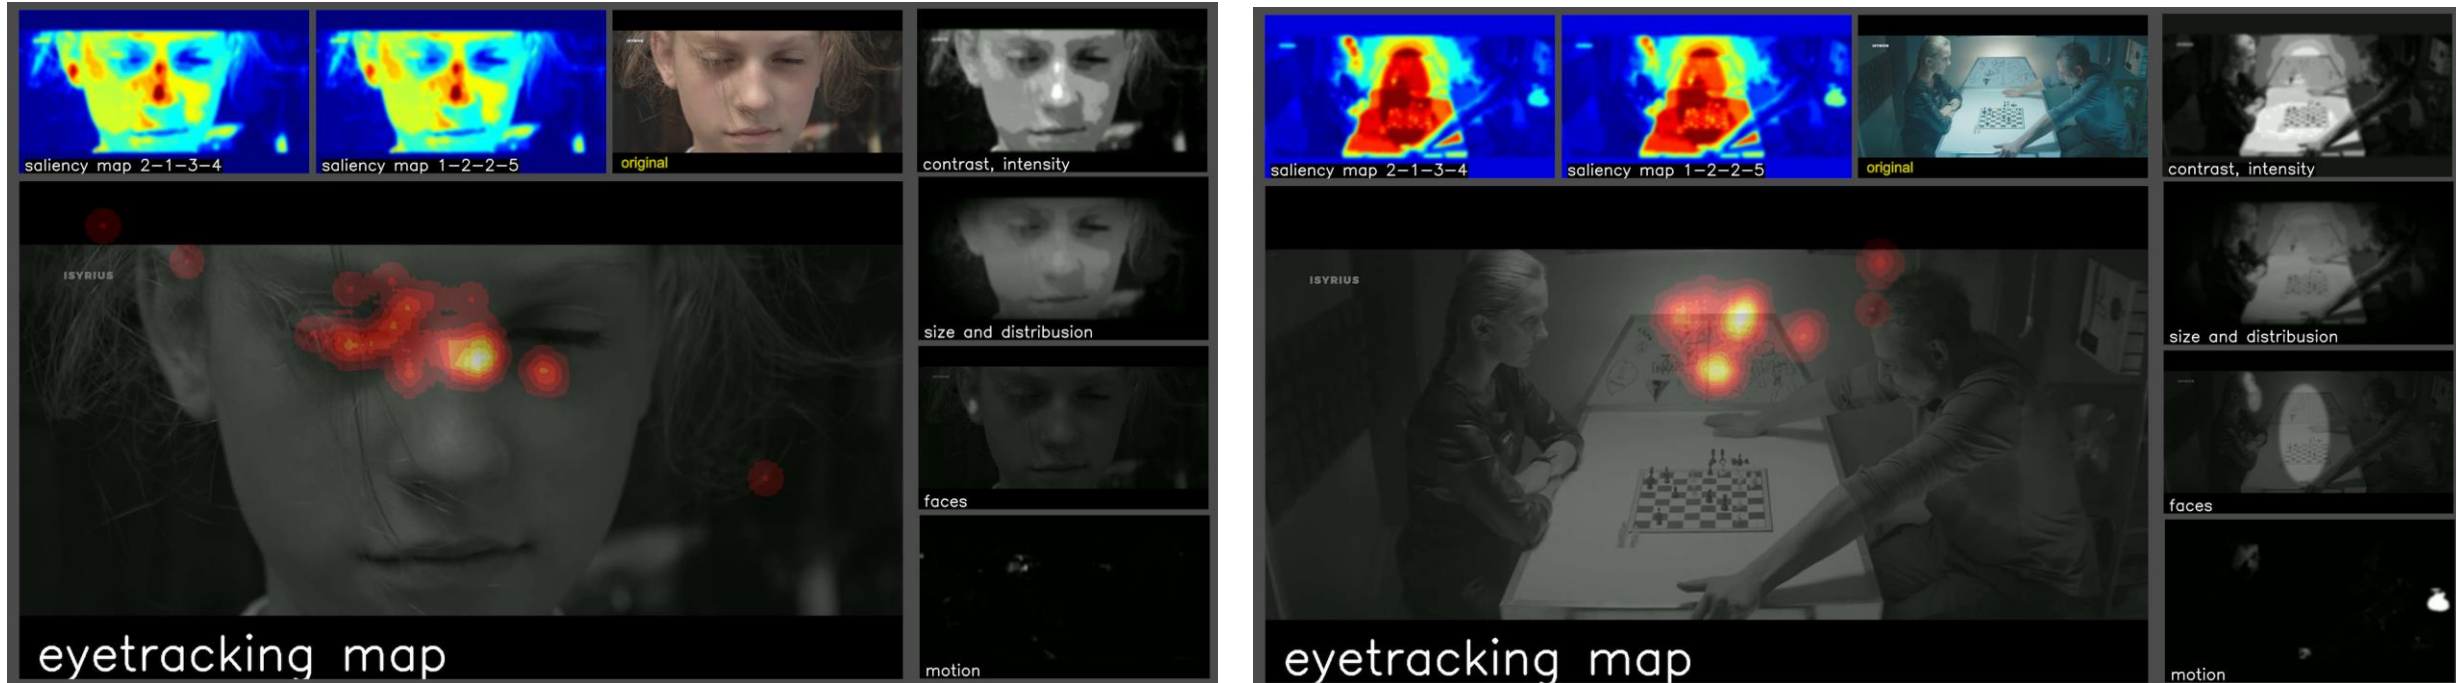 saliency map 2-1-3-4
saliency map 1-2-2-5
original
contrast, intensity
size and distribusion
faces
motion
ISYRIUS
eyetracking map
saliency map 2-1-3-4
saliency map 1-2-2-5
original
contrast, intensity
size and distribusion
faces
motion
ISYRIUS
eyetracking map